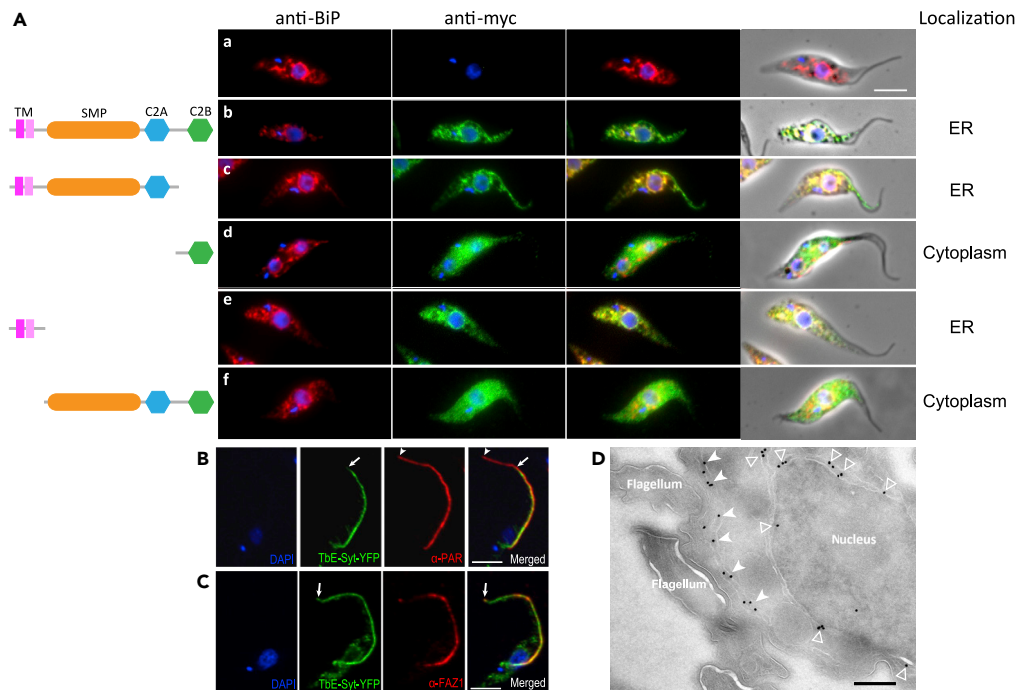 A
anti-BiP
anti-myc
Localization
a
TM
SMP
C2A
C2B
b
ER
c
ER
d
Cytoplasm
e
ER
f
Cytoplasm
B
DAPI
TbE-Syt-YFP
α-PAR
Merged
C
DAPI
TbE-Syt-YFP
α-FAZ1
Merged
D
Flagellum
Nucleus
Flagellum